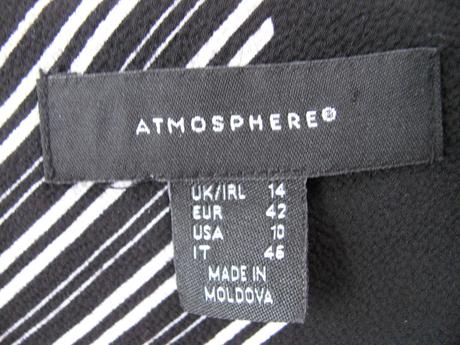 ATMOSPHERE®
UK/IRL 14
EUR 42
USA 10
IT 46
MADE IN
MOLDOVA